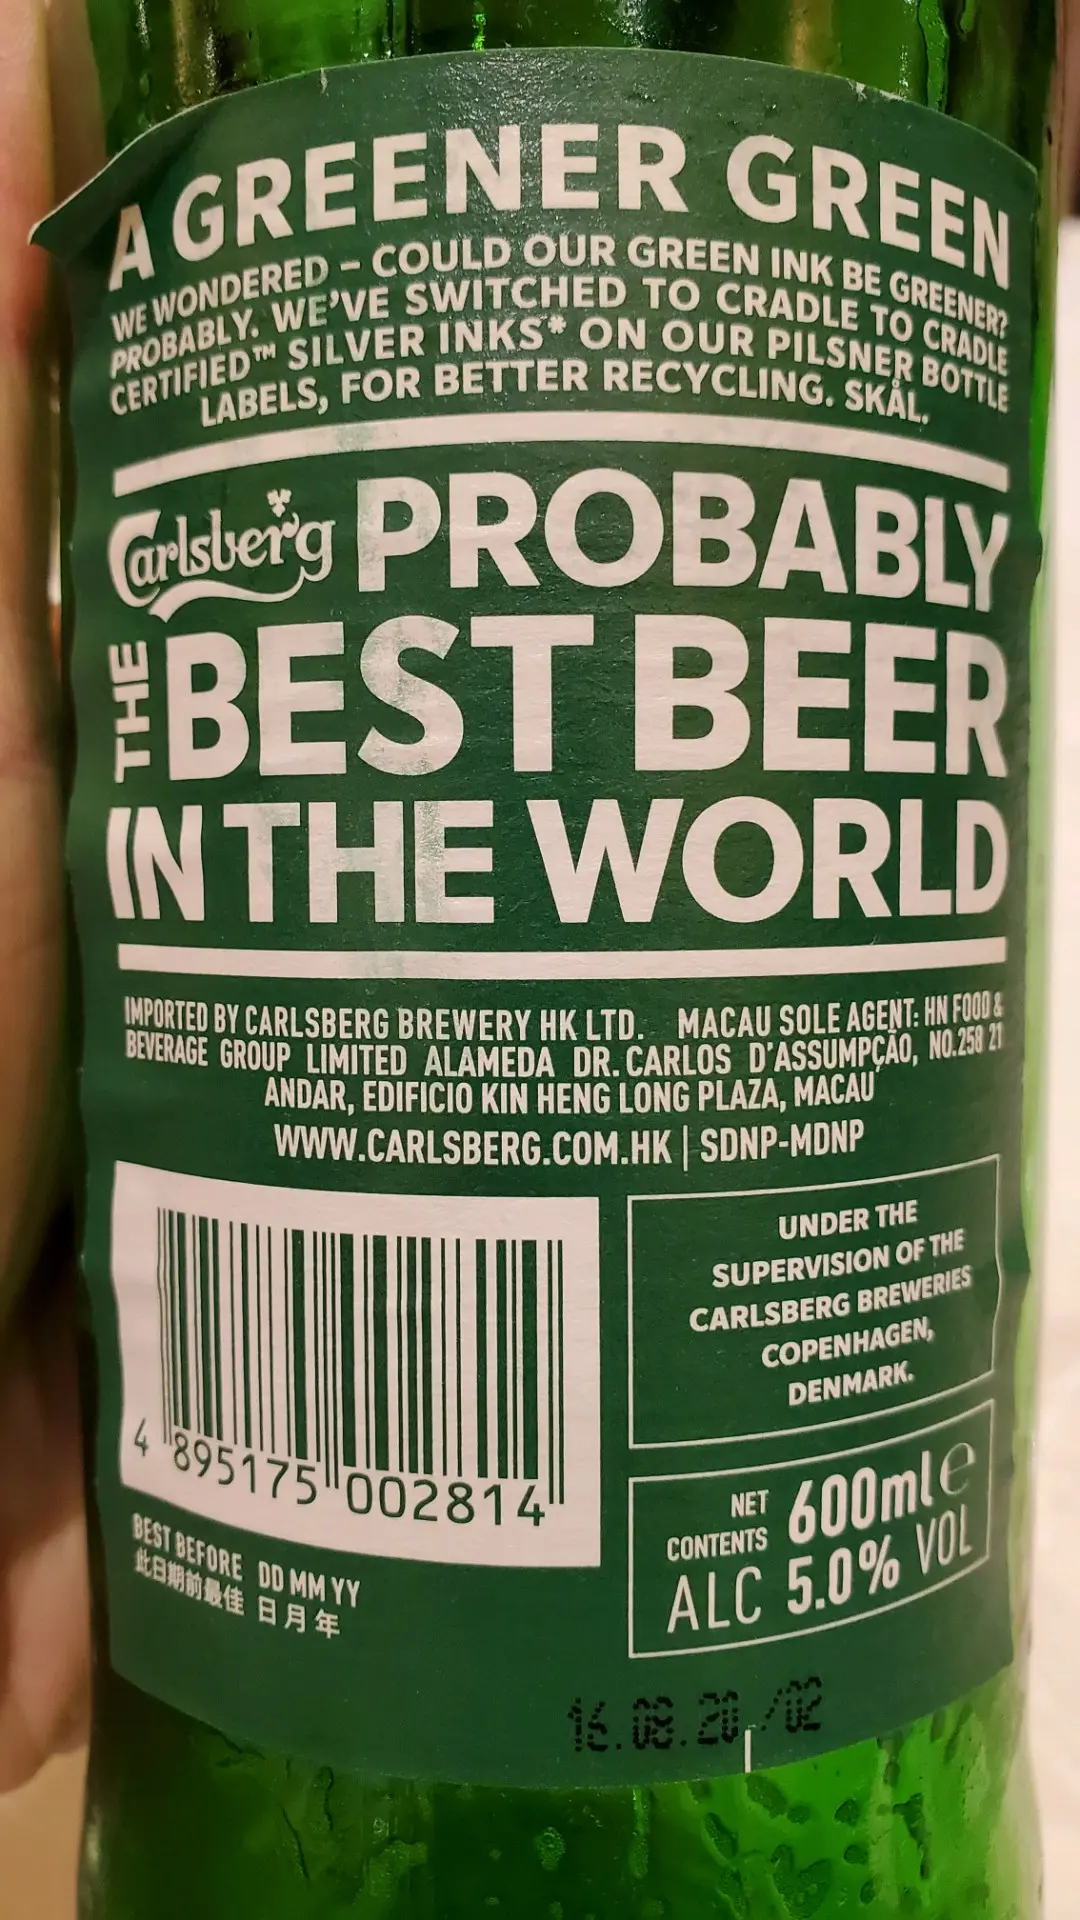 A GREENER GREEN
WE WONDERED – COULD OUR GREEN INK BE GREENER?
PROBABLY. WE'VE SWITCHED TO CRADLE TO CRADLE
CERTIFIED™ SILVER INKS* ON OUR PILSNER BOTTLE
LABELS, FOR BETTER RECYCLING. SKÅL.
Carlsberg PROBABLY
THE BEST BEER
IN THE WORLD
IMPORTED BY CARLSBERG BREWERY HK LTD. MACAU SOLE AGENT: HN FOOD &
BEVERAGE GROUP LIMITED ALAMEDA DR. CARLOS D'ASSUMPÇÃO, NO.258 21
ANDAR, EDIFICIO KIN HENG LONG PLAZA, MACAU
WWW.CARLSBERG.COM.HK | SDNP-MDNP
4 895175 002814
BEST BEFORE DD MM YY
此日期前最佳 日月年
UNDER THE
SUPERVISION OF THE
CARLSBERG BREWERIES
COPENHAGEN,
DENMARK.
NET CONTENTS 600ml e
ALC 5.0% VOL
16.08.20 /02